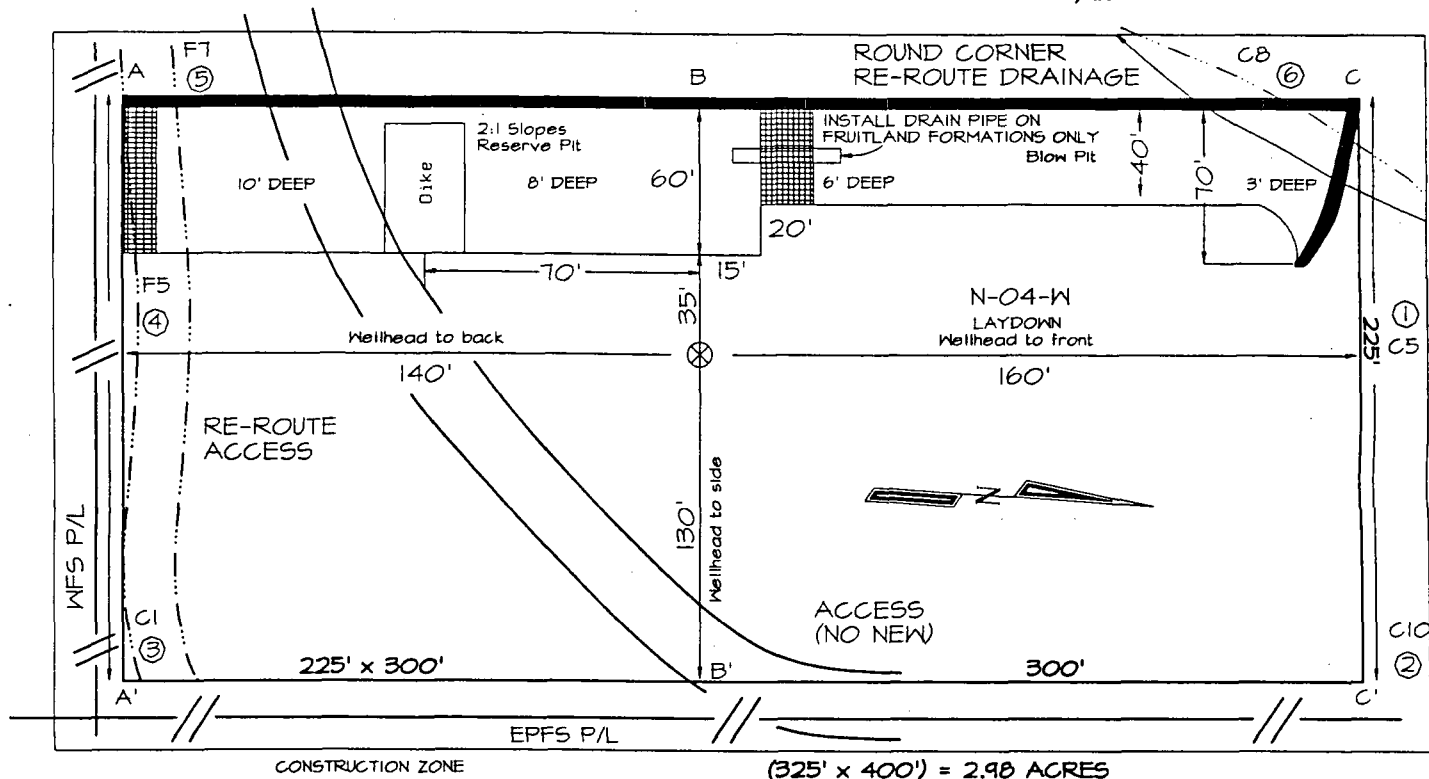 ROUND CORNER
RE-ROUTE DRAINAGE
F7
⑤
A
B
C8
⑥
C
2:1 Slopes
Reserve Pit
INSTALL DRAIN PIPE ON
FRUITLAND FORMATIONS ONLY
Blow Pit
10' DEEP
Dike
8' DEEP
60'
6' DEEP
40'
70'
3' DEEP
20'
70'
15'
F5
④
35'
N-04-W
LAYDOWN
Wellhead to front
Wellhead to back
①
C5
225'
140'
160'
RE-ROUTE
ACCESS
Wellhead to side
130'
N
WFS P/L
C1
③
ACCESS
(NO NEW)
C10
②
225' x 300'
300'
A'
B'
C'
EPFS P/L
CONSTRUCTION ZONE
(325' x 400') = 2.98 ACRES